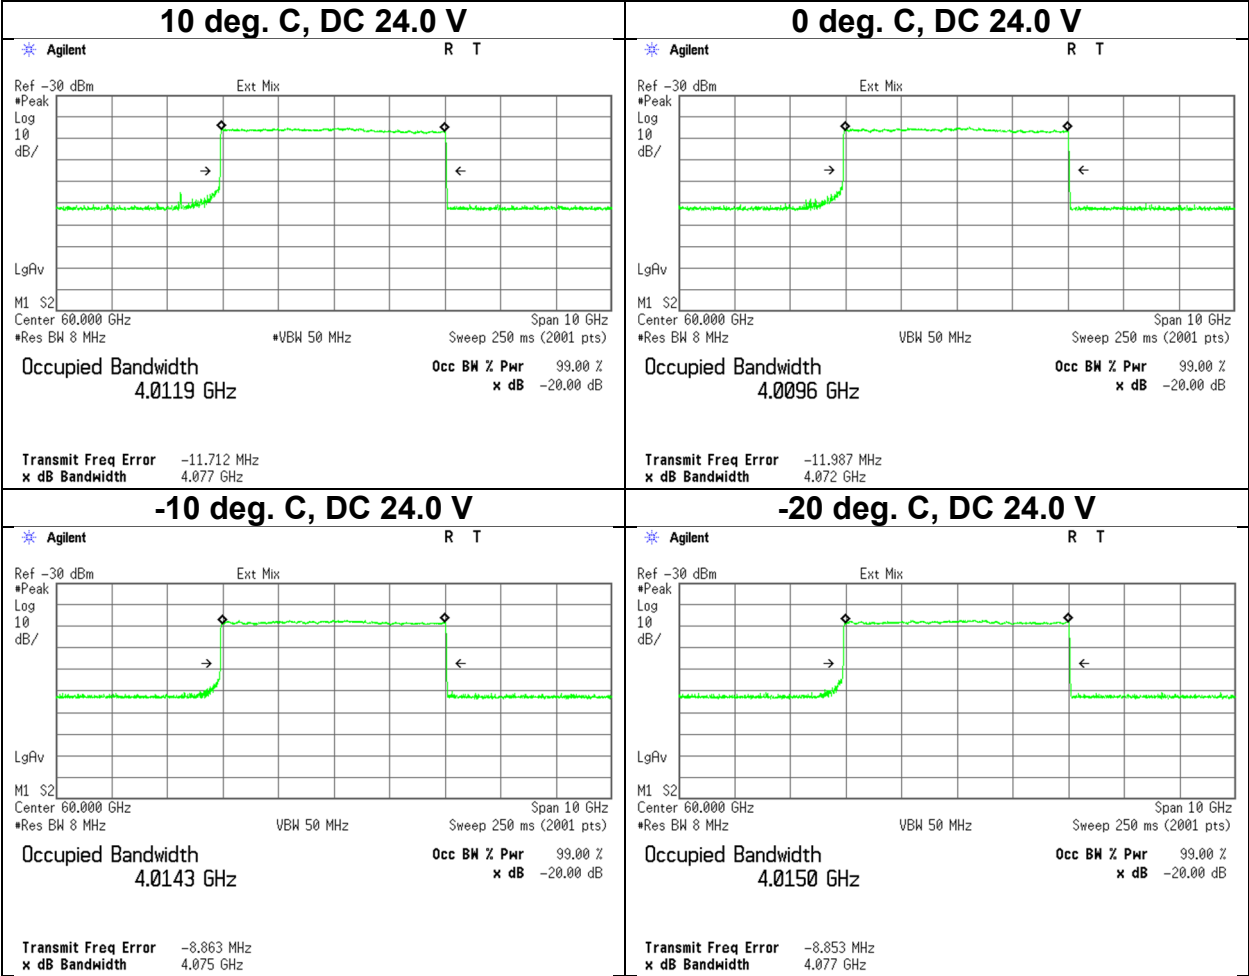 10 deg. C, DC 24.0 V
Agilent
R T
Ref -30 dBm
Ext Mix
#Peak
Log
10
dB/
LgAv
M1 S2
Center 60.000 GHz
Span 10 GHz
#Res BW 8 MHz
#VBW 50 MHz
Sweep 250 ms (2001 pts)
Occupied Bandwidth
4.0119 GHz
Occ BW % Pwr 99.00 %
x dB -20.00 dB
Transmit Freq Error -11.712 MHz
x dB Bandwidth 4.077 GHz
0 deg. C, DC 24.0 V
Agilent
R T
Ref -30 dBm
Ext Mix
#Peak
Log
10
dB/
LgAv
M1 S2
Center 60.000 GHz
Span 10 GHz
#Res BW 8 MHz
VBW 50 MHz
Sweep 250 ms (2001 pts)
Occupied Bandwidth
4.0096 GHz
Occ BW % Pwr 99.00 %
x dB -20.00 dB
Transmit Freq Error -11.987 MHz
x dB Bandwidth 4.072 GHz
-10 deg. C, DC 24.0 V
Agilent
R T
Ref -30 dBm
Ext Mix
#Peak
Log
10
dB/
LgAv
M1 S2
Center 60.000 GHz
Span 10 GHz
#Res BW 8 MHz
VBW 50 MHz
Sweep 250 ms (2001 pts)
Occupied Bandwidth
4.0143 GHz
Occ BW % Pwr 99.00 %
x dB -20.00 dB
Transmit Freq Error -8.863 MHz
x dB Bandwidth 4.075 GHz
-20 deg. C, DC 24.0 V
Agilent
R T
Ref -30 dBm
Ext Mix
#Peak
Log
10
dB/
LgAv
M1 S2
Center 60.000 GHz
Span 10 GHz
#Res BW 8 MHz
VBW 50 MHz
Sweep 250 ms (2001 pts)
Occupied Bandwidth
4.0150 GHz
Occ BW % Pwr 99.00 %
x dB -20.00 dB
Transmit Freq Error -8.853 MHz
x dB Bandwidth 4.077 GHz